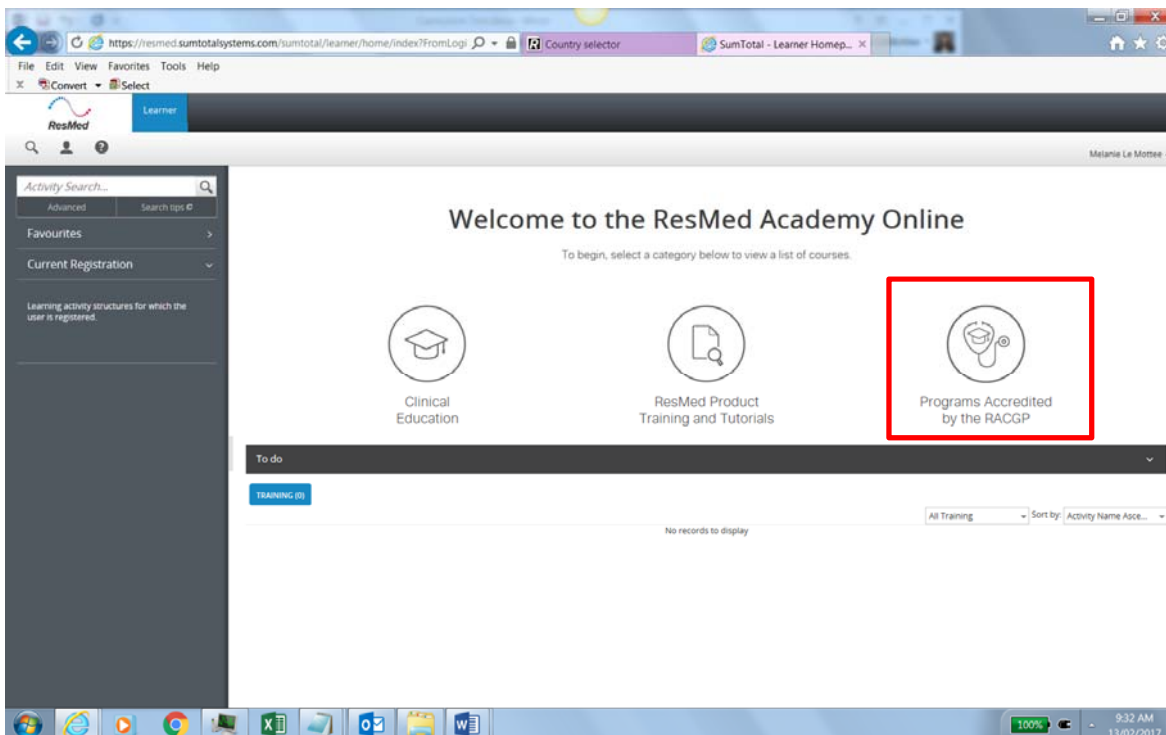 https://resmed.sumtotalsystems.com/sumtotal/learner/home/index?FromLogi
Country selector
SumTotal - Learner Homep...
File Edit View Favorites Tools Help
x Convert Select
ResMed
Learner
Melanie Le Mottee
Activity Search...
Advanced Search tips
Favourites
Current Registration
Learning activity structures for which the
user is registered.
Welcome to the ResMed Academy Online
To begin, select a category below to view a list of courses.
Clinical
Education
ResMed Product
Training and Tutorials
Programs Accredited
by the RACGP
To do
TRAINING (0)
All Training Sort by: Activity Name Asce...
No records to display
100%
9:32 AM
13/02/2017